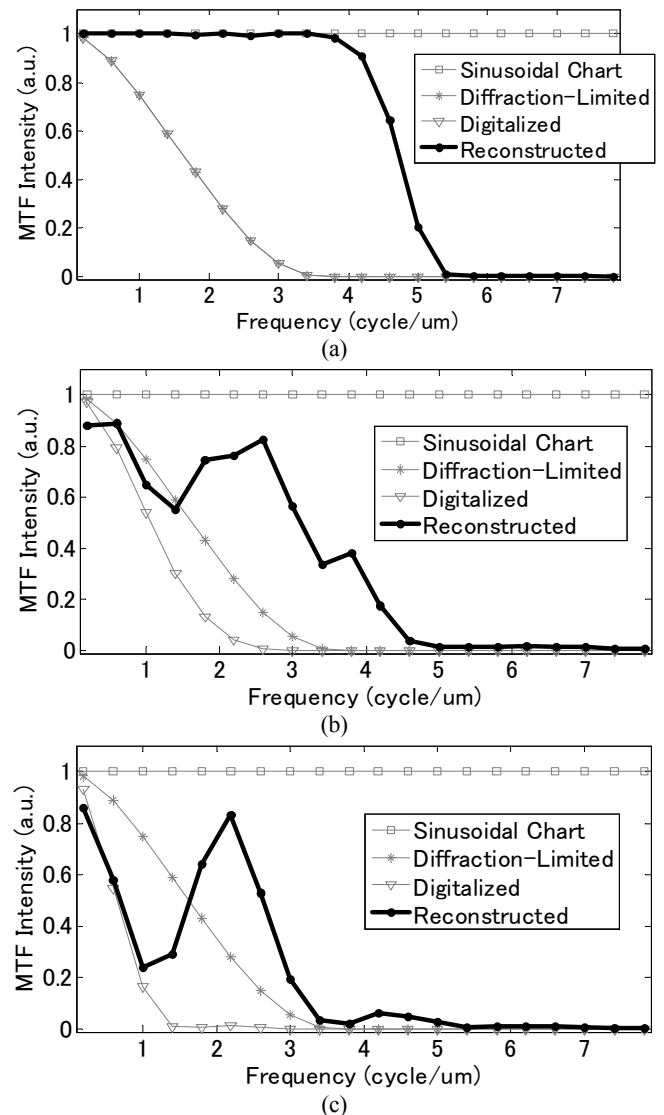 MTF Intensity (a.u.)
1
0.8
0.6
0.4
0.2
0
Sinusoidal Chart
Diffraction-Limited
Digitalized
Reconstructed
1 2 3 4 5 6 7
Frequency (cycle/um)
(a)
MTF Intensity (a.u.)
1
0.8
0.6
0.4
0.2
0
Sinusoidal Chart
Diffraction-Limited
Digitalized
Reconstructed
1 2 3 4 5 6 7
Frequency (cycle/um)
(b)
MTF Intensity (a.u.)
1
0.8
0.6
0.4
0.2
0
Sinusoidal Chart
Diffraction-Limited
Digitalized
Reconstructed
1 2 3 4 5 6 7
Frequency (cycle/um)
(c)